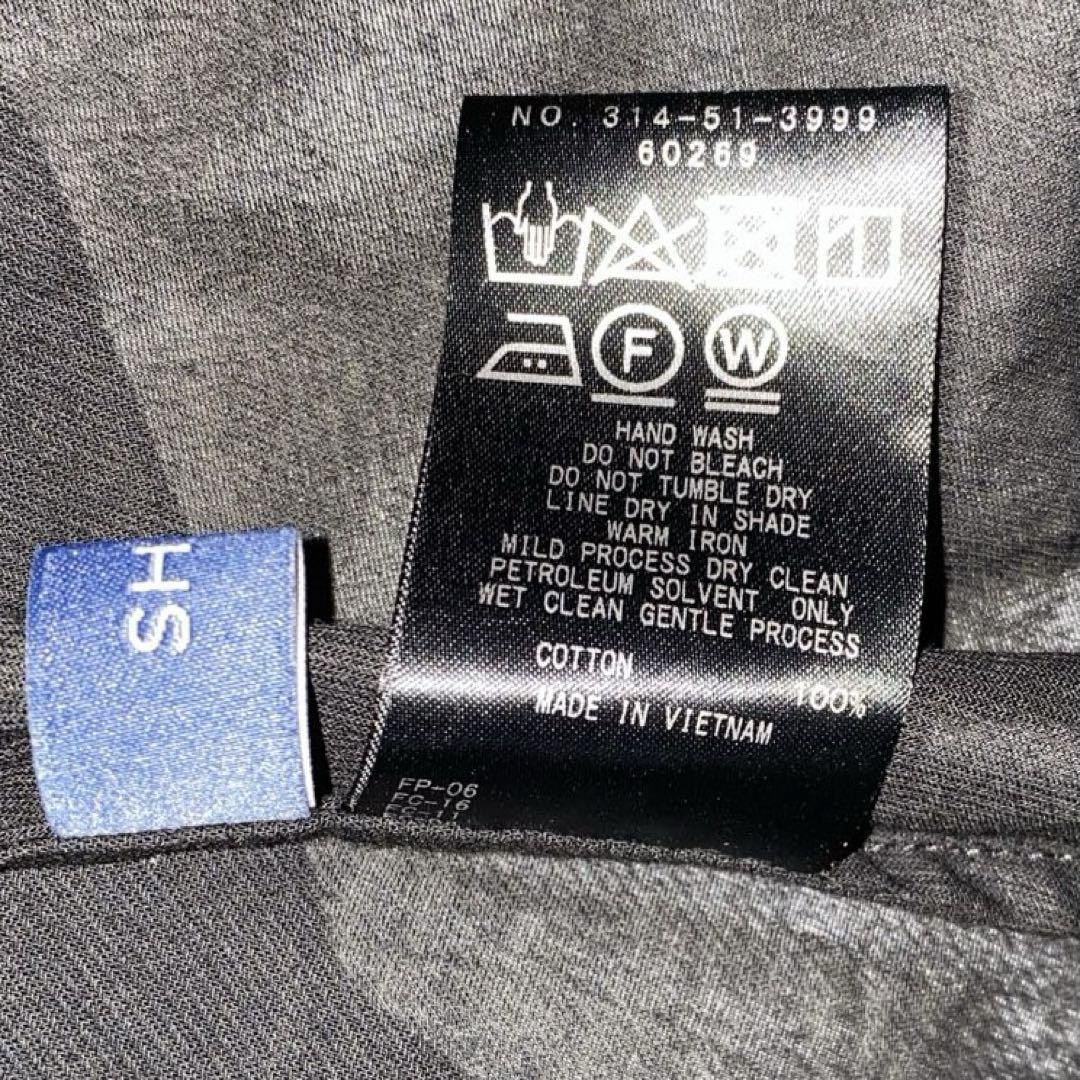 NO. 314-51-3999
60269
F W
HAND WASH
DO NOT BLEACH
DO NOT TUMBLE DRY
LINE DRY IN SHADE
WARM IRON
MILD PROCESS DRY CLEAN
PETROLEUM SOLVENT ONLY
WET CLEAN GENTLE PROCESS
COTTON 100%
MADE IN VIETNAM
FP-06
FC-16
SH